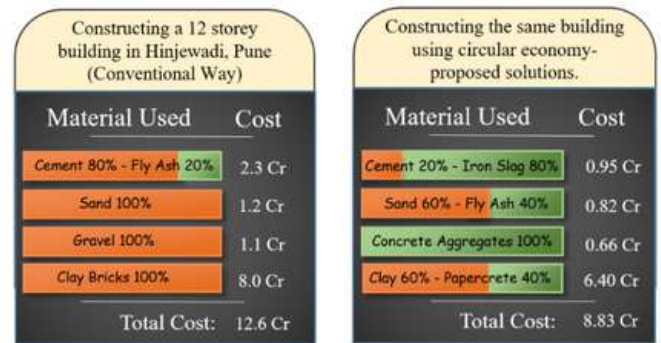 Constructing a 12 storey
building in Hinjewadi, Pune
(Conventional Way)
Material Used Cost
Cement 80% - Fly Ash 20% 2.3 Cr
Sand 100% 1.2 Cr
Gravel 100% 1.1 Cr
Clay Bricks 100% 8.0 Cr
Total Cost: 12.6 Cr
Constructing the same building
using circular economy-
proposed solutions.
Material Used Cost
Cement 20% - Iron Slag 80% 0.95 Cr
Sand 60% - Fly Ash 40% 0.82 Cr
Concrete Aggregates 100% 0.66 Cr
Clay 60% - Papercrete 40% 6.40 Cr
Total Cost: 8.83 Cr